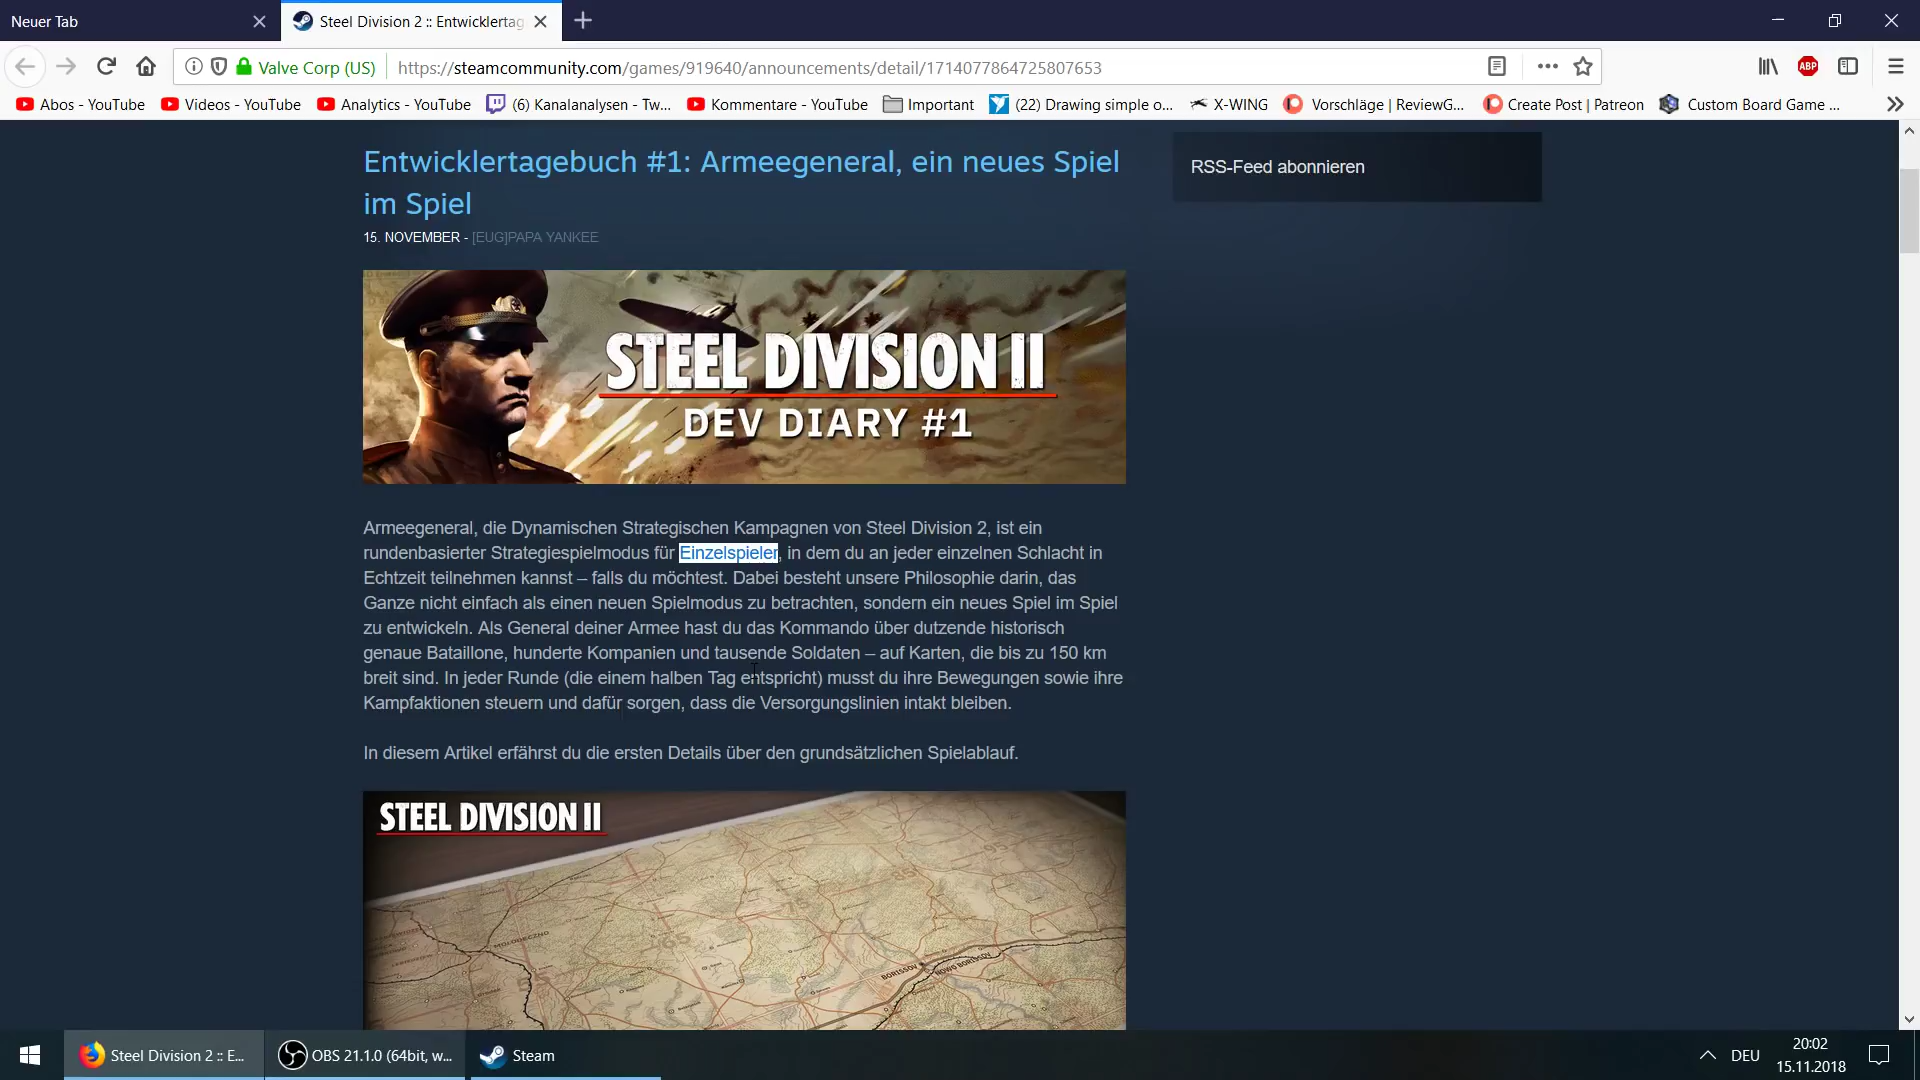 Neuer Tab
Steel Division 2 :: Entwicklertag
Valve Corp (US)
https://steamcommunity.com/games/919640/announcements/detail/1714077864725807653
ABP
Abos - YouTube
Videos - YouTube
Analytics - YouTube
(6) Kanalanalysen - Tw...
Kommentare - YouTube
Important
(22) Drawing simple o...
X-WING
Vorschläge | ReviewG...
Create Post | Patreon
Custom Board Game ...
Entwicklertagebuch #1: Armeegeneral, ein neues Spiel
im Spiel
15. NOVEMBER - [EUG]PAPA YANKEE
RSS-Feed abonnieren
STEEL DIVISION II
DEV DIARY #1
Armeegeneral, die Dynamischen Strategischen Kampagnen von Steel Division 2, ist ein
rundenbasierter Strategiespielmodus für Einzelspieler, in dem du an jeder einzelnen Schlacht in
Echtzeit teilnehmen kannst – falls du möchtest. Dabei besteht unsere Philosophie darin, das
Ganze nicht einfach als einen neuen Spielmodus zu betrachten, sondern ein neues Spiel im Spiel
zu entwickeln. Als General deiner Armee hast du das Kommando über dutzende historisch
genaue Bataillone, hunderte Kompanien und tausende Soldaten – auf Karten, die bis zu 150 km
breit sind. In jeder Runde (die einem halben Tag entspricht) musst du ihre Bewegungen sowie ihre
Kampfaktionen steuern und dafür sorgen, dass die Versorgungslinien intakt bleiben.
In diesem Artikel erfährst du die ersten Details über den grundsätzlichen Spielablauf.
STEEL DIVISION II
MOLODECZNO
BORISSOV
NOWO BORISSOV
Steel Division 2 :: E...
OBS 21.1.0 (64bit, w...
Steam
DEU
20:02
15.11.2018